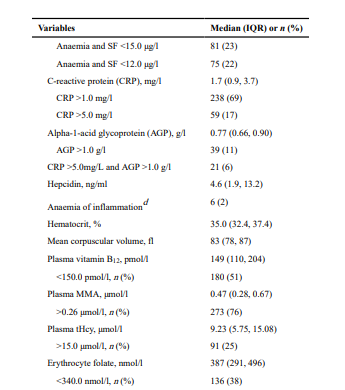 Variables Median (IQR) or n (%)
Anaemia and SF <15.0 μg/l 81 (23)
Anaemia and SF <12.0 μg/l 75 (22)
C-reactive protein (CRP), mg/l 1.7 (0.9, 3.7)
CRP >1.0 mg/l 238 (69)
CRP >5.0 mg/l 59 (17)
Alpha-1-acid glycoprotein (AGP), g/l 0.77 (0.66, 0.90)
AGP >1.0 g/l 39 (11)
CRP >5.0mg/L and AGP >1.0 g/l 21 (6)
Hepcidin, ng/ml 4.6 (1.9, 13.2)
Anaemia of inflammation d 6 (2)
Hematocrit, % 35.0 (32.4, 37.4)
Mean corpuscular volume, fl 83 (78, 87)
Plasma vitamin B12, pmol/l 149 (110, 204)
<150.0 pmol/l, n (%) 180 (51)
Plasma MMA, μmol/l 0.47 (0.28, 0.67)
>0.26 μmol/l, n (%) 273 (76)
Plasma tHcy, μmol/l 9.23 (5.75, 15.08)
>15.0 μmol/l, n (%) 91 (25)
Erythrocyte folate, nmol/l 387 (291, 496)
<340.0 nmol/l, n (%) 136 (38)